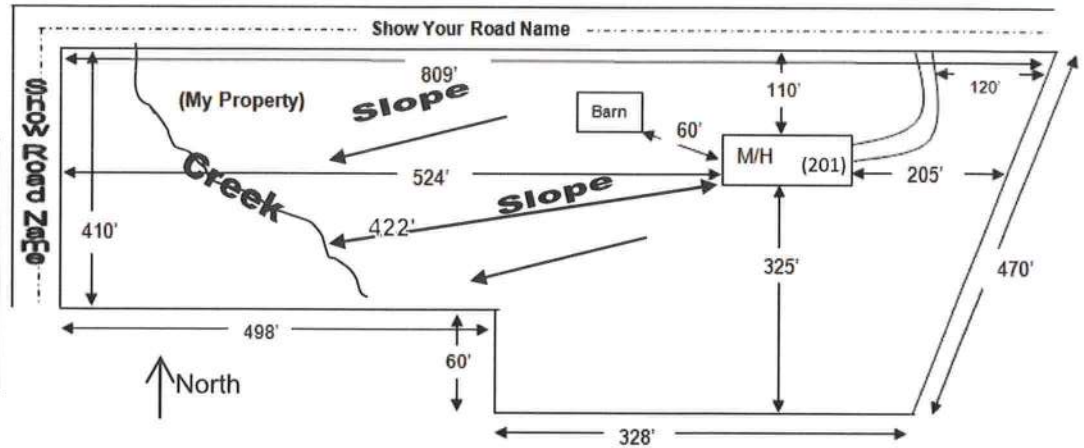 Show Your Road Name
Show Road Name
809'
(My Property)
Slope
110'
120'
Barn
60'
M/H
(201)
Creek
524'
205'
Slope
422'
410'
325'
470'
498'
60'
North
328'